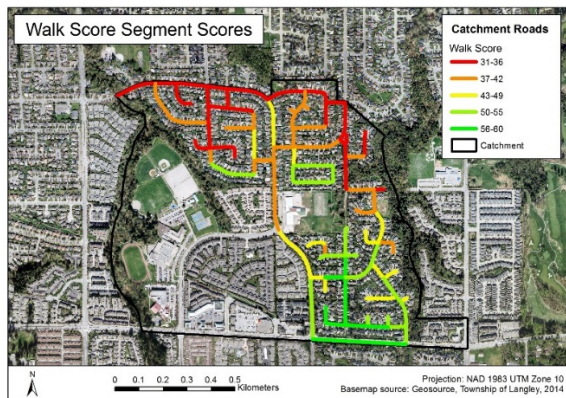 Walk Score Segment Scores
Catchment Roads
Walk Score
31-36
37-42
43-49
50-55
56-60
Catchment
N
0 0.1 0.2 0.3 0.4 0.5
Kilometers
Projection: NAD 1983 UTM Zone 10
Basemap source: Geosource, Township of Langley, 2014